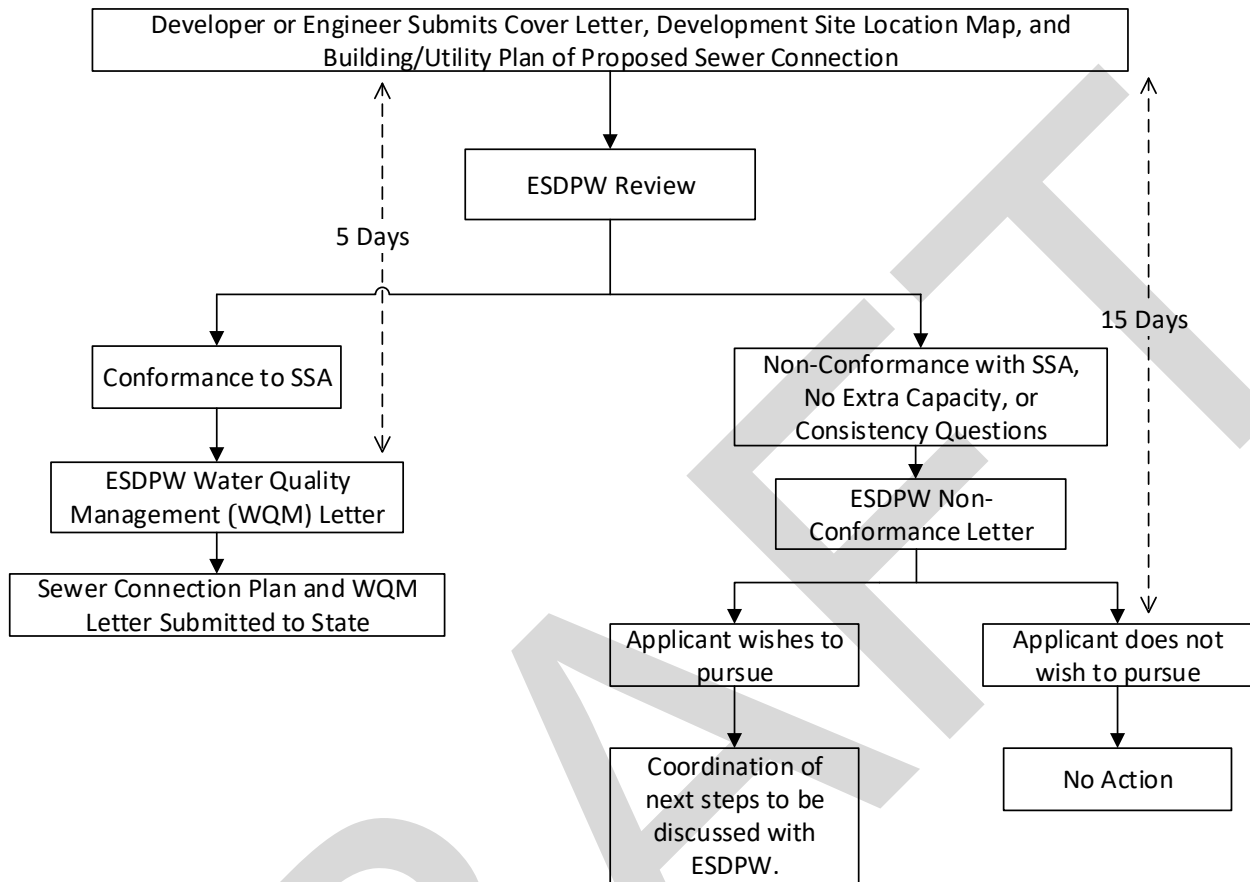 Developer or Engineer Submits Cover Letter, Development Site Location Map, and
Building/Utility Plan of Proposed Sewer Connection
ESDPW Review
5 Days
15 Days
Conformance to SSA
Non-Conformance with SSA,
No Extra Capacity, or
Consistency Questions
ESDPW Water Quality
Management (WQM) Letter
ESDPW Non-
Conformance Letter
Sewer Connection Plan and WQM
Letter Submitted to State
Applicant wishes to
pursue
Applicant does not
wish to pursue
Coordination of
next steps to be
discussed with
ESDPW.
No Action
DRAFT